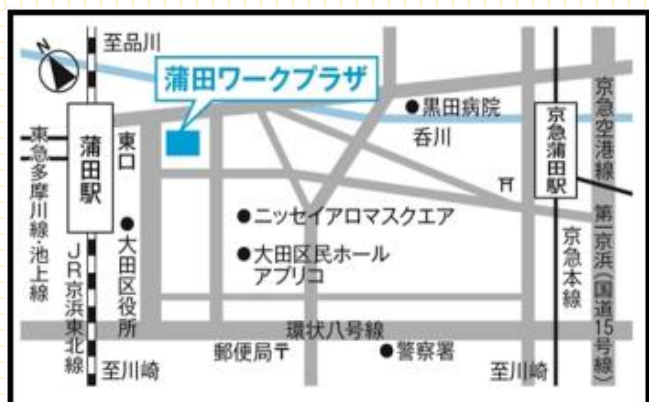 至品川
N
蒲田ワークプラザ
黒田病院
呑川
京急蒲田駅
京急空港線
第一京浜(国道15号線)
東口
蒲田駅
東急多摩川線・池上線
ニッセイアロマスクエア
大田区民ホール
アプリコ
大田区役所
JR京浜東北線
京急本線
環状八号線
郵便局〒
警察署
至川崎
至川崎